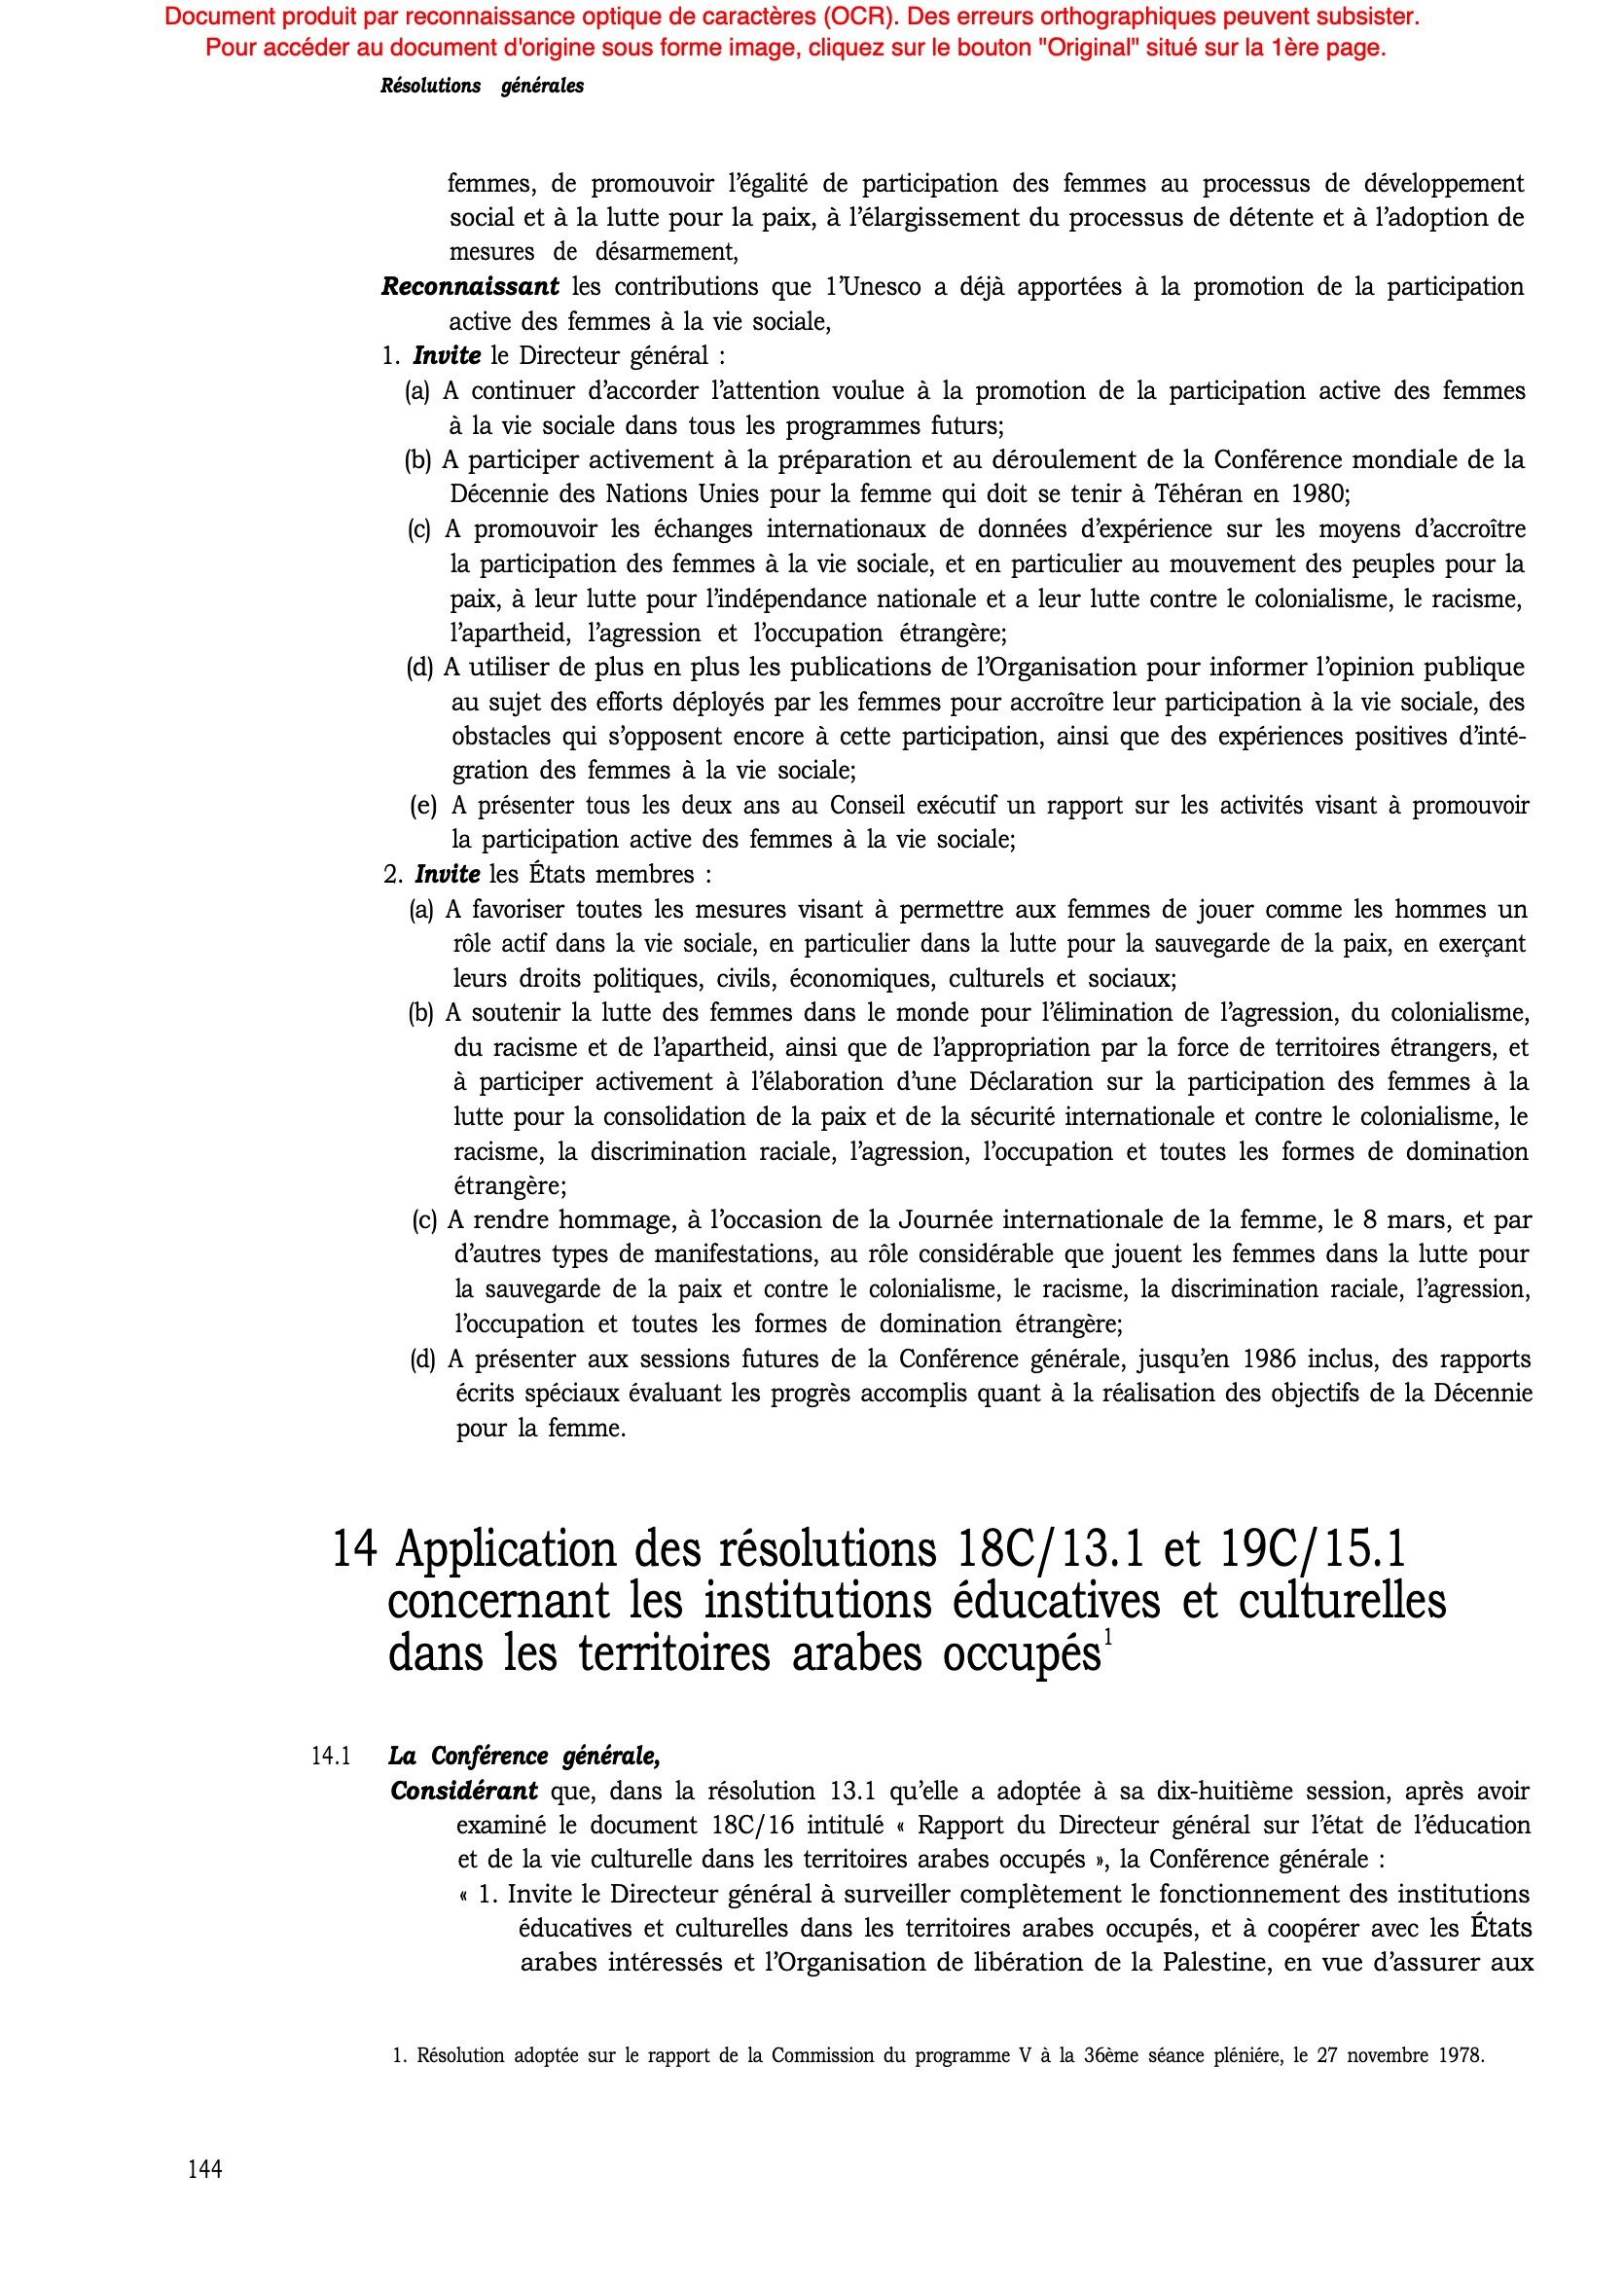 Document produit par reconnaissance optique de caractères (OCR). Des erreurs orthographiques peuvent subsister.
Pour accéder au document d'origine sous forme image, cliquez sur le bouton "Original" situé sur la 1ère page.
Résolutions générales
femmes, de promouvoir l’égalité de participation des femmes au processus de développement
social et à la lutte pour la paix, à l’élargissement du processus de détente et à l’adoption de
mesures de désarmement,
Reconnaissant les contributions que 1’Unesco a déjà apportées à la promotion de la participation
active des femmes à la vie sociale,
1. Invite le Directeur général :
(a) A continuer d’accorder l’attention voulue à la promotion de la participation active des femmes
à la vie sociale dans tous les programmes futurs;
(b) A participer activement à la préparation et au déroulement de la Conférence mondiale de la
Décennie des Nations Unies pour la femme qui doit se tenir à Téhéran en 1980;
(c) A promouvoir les échanges internationaux de données d’expérience sur les moyens d’accroître
la participation des femmes à la vie sociale, et en particulier au mouvement des peuples pour la
paix, à leur lutte pour l’indépendance nationale et a leur lutte contre le colonialisme, le racisme,
l’apartheid, l’agression et l’occupation étrangère;
(d) A utiliser de plus en plus les publications de l’Organisation pour informer l’opinion publique
au sujet des efforts déployés par les femmes pour accroître leur participation à la vie sociale, des
obstacles qui s’opposent encore à cette participation, ainsi que des expériences positives d’inté-
gration des femmes à la vie sociale;
(e) A présenter tous les deux ans au Conseil exécutif un rapport sur les activités visant à promouvoir
la participation active des femmes à la vie sociale;
2. Invite les États membres :
(a) A favoriser toutes les mesures visant à permettre aux femmes de jouer comme les hommes un
rôle actif dans la vie sociale, en particulier dans la lutte pour la sauvegarde de la paix, en exerçant
leurs droits politiques, civils, économiques, culturels et sociaux;
(b) A soutenir la lutte des femmes dans le monde pour l’élimination de l’agression, du colonialisme,
du racisme et de l’apartheid, ainsi que de l’appropriation par la force de territoires étrangers, et
à participer activement à l’élaboration d’une Déclaration sur la participation des femmes à la
lutte pour la consolidation de la paix et de la sécurité internationale et contre le colonialisme, le
racisme, la discrimination raciale, l’agression, l’occupation et toutes les formes de domination
étrangère;
(c) A rendre hommage, à l’occasion de la Journée internationale de la femme, le 8 mars, et par
d’autres types de manifestations, au rôle considérable que jouent les femmes dans la lutte pour
la sauvegarde de la paix et contre le colonialisme, le racisme, la discrimination raciale, l’agression,
l’occupation et toutes les formes de domination étrangère;
(d) A présenter aux sessions futures de la Conférence générale, jusqu’en 1986 inclus, des rapports
écrits spéciaux évaluant les progrès accomplis quant à la réalisation des objectifs de la Décennie
pour la femme.
14 Application des résolutions 18C/13.1 et 19C/15.1
concernant les institutions éducatives et culturelles
dans les territoires arabes occupés1
14.1 La Conférence générale,
Considérant que, dans la résolution 13.1 qu’elle a adoptée à sa dix-huitième session, après avoir
examiné le document 18C/16 intitulé « Rapport du Directeur général sur l’état de l’éducation
et de la vie culturelle dans les territoires arabes occupés », la Conférence générale :
« 1. Invite le Directeur général à surveiller complètement le fonctionnement des institutions
éducatives et culturelles dans les territoires arabes occupés, et à coopérer avec les États
arabes intéressés et l’Organisation de libération de la Palestine, en vue d’assurer aux
1. Résolution adoptée sur le rapport de la Commission du programme V à la 36ème séance pléniére, le 27 novembre 1978.
144